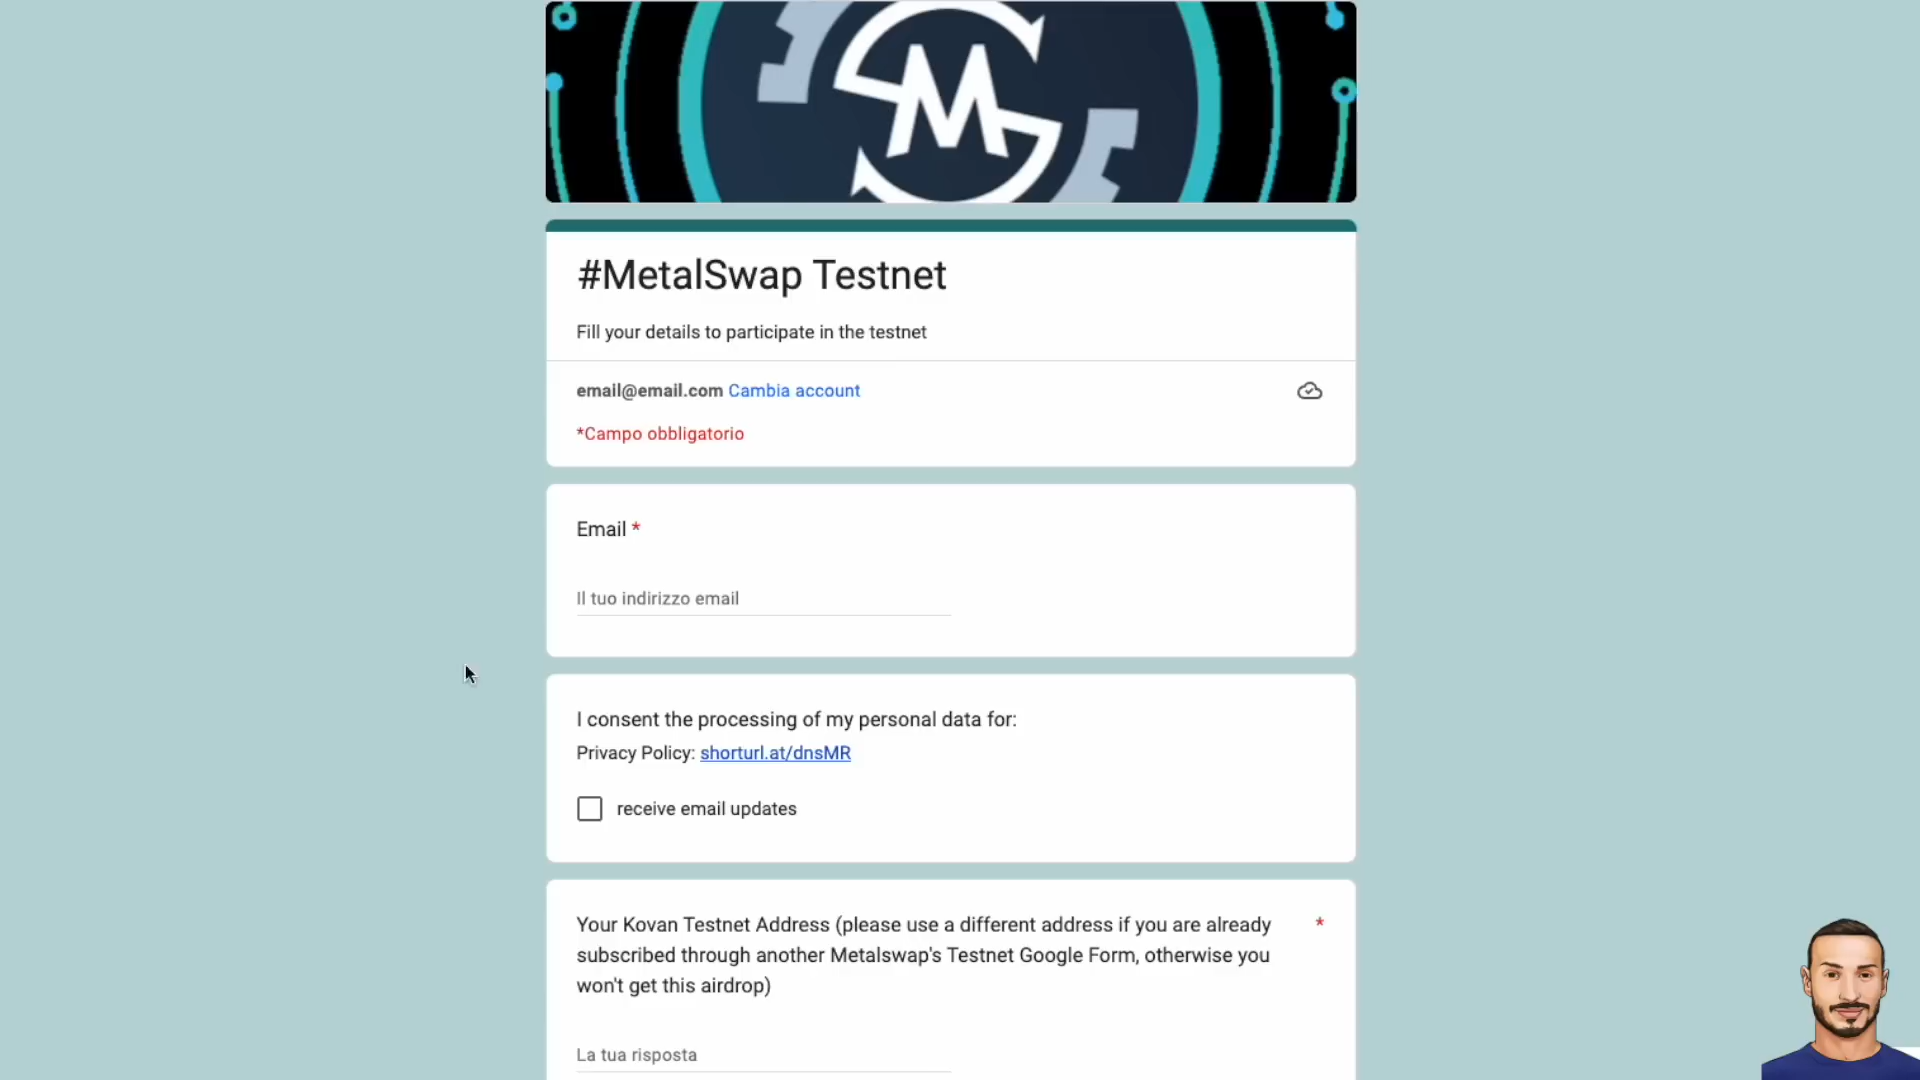 M
#MetalSwap Testnet
Fill your details to participate in the testnet
email@email.com Cambia account
*Campo obbligatorio
Email *
Il tuo indirizzo email
I consent the processing of my personal data for:
Privacy Policy: shorturl.at/dnsMR
receive email updates
Your Kovan Testnet Address (please use a different address if you are already *
subscribed through another Metalswap's Testnet Google Form, otherwise you
won't get this airdrop)
La tua risposta